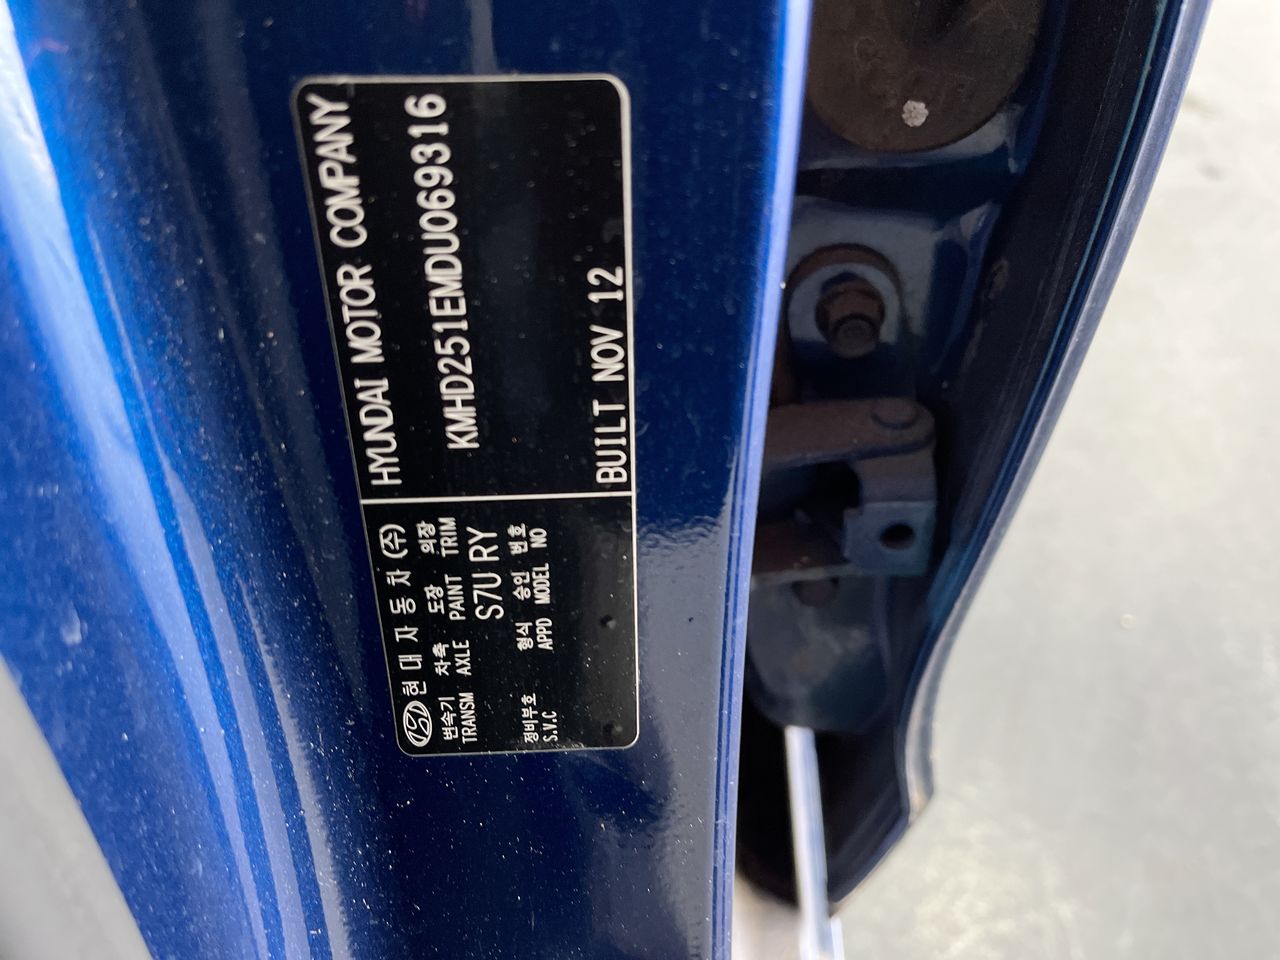 현대자동차(주)
HYUNDAI MOTOR COMPANY
변속기 차축 도장 의장
TRANSM AXLE PAINT TRIM
KMHD251EMDU069316
S7U RY
정비부호 형식 승인 번호
S.V.C APPD MODEL NO
BUILT NOV 12